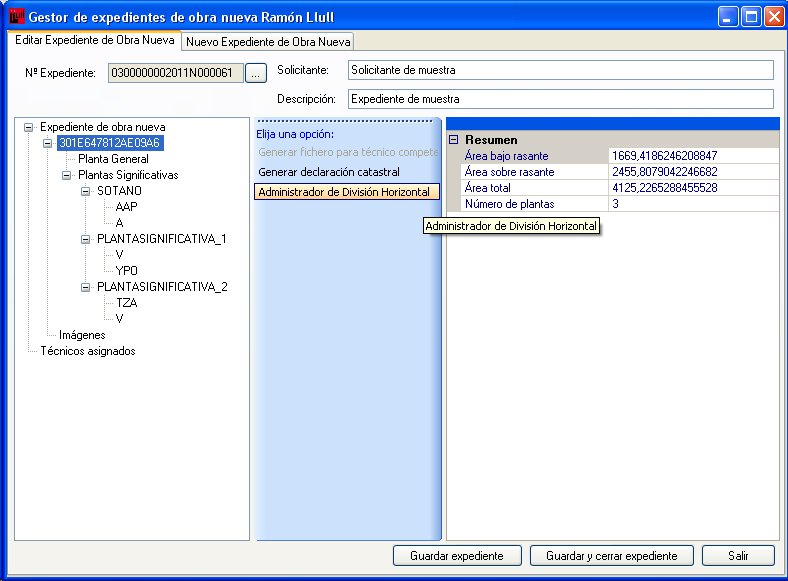 Gestor de expedientes de obra nueva Ramón Llull
Editar Expediente de Obra Nueva
Nuevo Expediente de Obra Nueva
Nº Expediente:
0300000002011N000061
...
Solicitante:
Solicitante de muestra
Descripción:
Expediente de muestra
Expediente de obra nueva
301E647812AE09A6
Planta General
Plantas Significativas
SOTANO
AAP
A
PLANTASIGNIFICATIVA_1
V
YPO
PLANTASIGNIFICATIVA_2
TZA
V
Imágenes
Técnicos asignados
Elija una opción:
Generar fichero para técnico compete
Generar declaración catastral
Administrador de División Horizontal
Resumen
Área bajo rasante 1669,4186246208847
Área sobre rasante 2455,8079042246682
Área total 4125,2265288455528
Número de plantas 3
Administrador de División Horizontal
Guardar expediente
Guardar y cerrar expediente
Salir